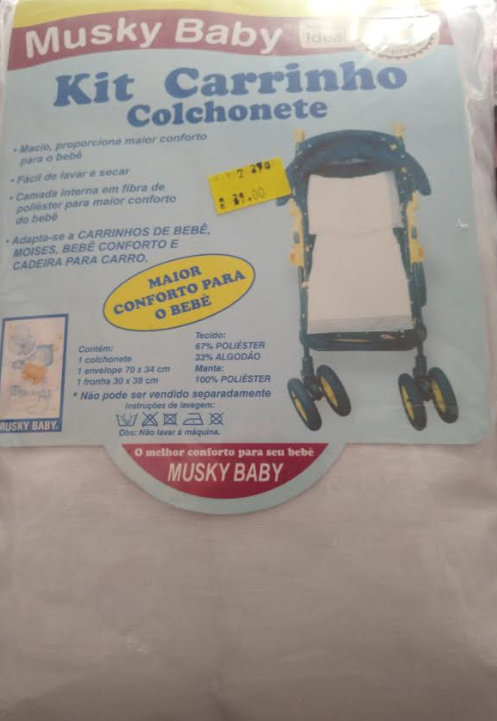 Musky Baby
Ideal
Kit Carrinho
Colchonete
• Macio, proporciona maior conforto
para o bebê
• Fácil de lavar e secar
• Camada interna em fibra de
poliéster para maior conforto
do bebê
• Adapta-se a CARRINHOS DE BEBÊ,
MOISES, BEBÊ CONFORTO E
CADEIRA PARA CARRO.
MAIOR
CONFORTO PARA
O BEBÊ
Contém:
1 colchonete
1 envelope 70 x 34 cm
1 fronha 30 x 38 cm
Tecido:
67% POLIÉSTER
33% ALGODÃO
Manta:
100% POLIÉSTER
* Não pode ser vendido separadamente
Instruções de lavagem:
Obs: Não lavar à máquina.
MUSKY BABY.
O melhor conforto para seu bebê
MUSKY BABY